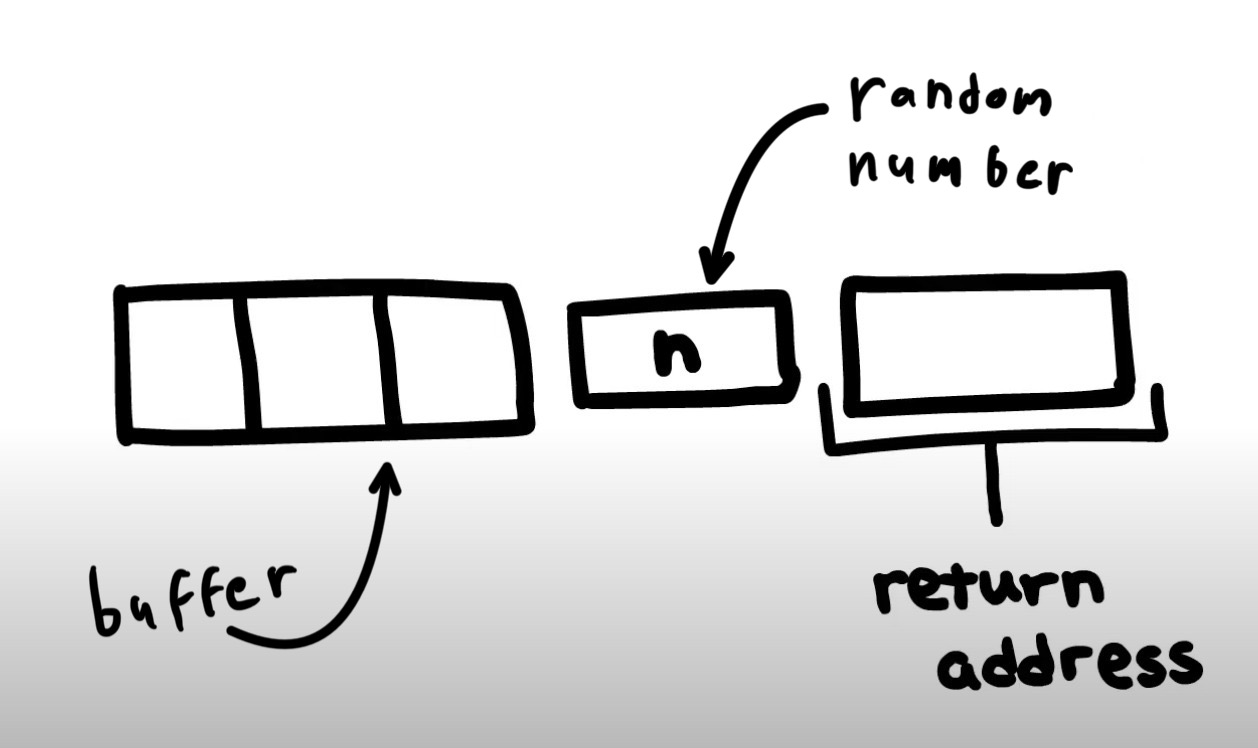 random
number
n
buffer
return
address